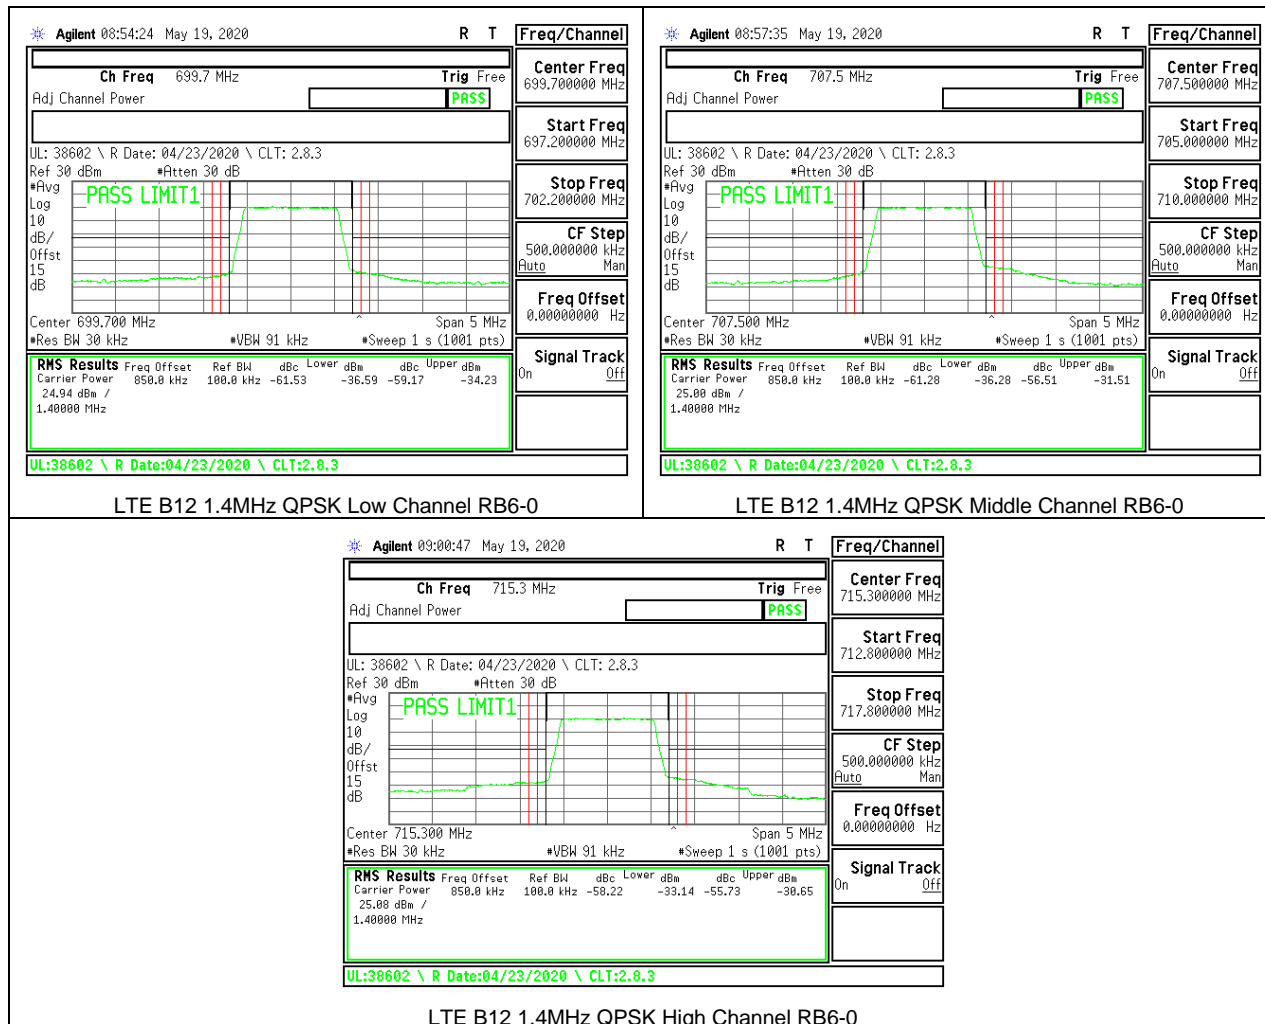 Agilent 08:54:24 May 19, 2020 R T Freq/Channel
Ch Freq 699.7 MHz Trig Free
Adj Channel Power PASS
Center Freq
699.700000 MHz
Start Freq
697.200000 MHz
UL: 38602 \ R Date: 04/23/2020 \ CLT: 2.8.3
Ref 30 dBm #Atten 30 dB
#Avg
Log
10
dB/
Offst
15
dB
PASS LIMIT1
Stop Freq
702.200000 MHz
CF Step
500.000000 kHz
Auto Man
Freq Offset
0.00000000 Hz
Center 699.700 MHz Span 5 MHz
#Res BW 30 kHz #VBW 91 kHz #Sweep 1 s (1001 pts)
Signal Track
On Off
RMS Results Freq Offset Ref BW dBc Lower dBm dBc Upper dBm
Carrier Power 850.0 kHz 100.0 kHz -61.53 -36.59 -59.17 -34.23
24.94 dBm /
1.40000 MHz
UL:38602 \ R Date:04/23/2020 \ CLT:2.8.3
LTE B12 1.4MHz QPSK Low Channel RB6-0
Agilent 08:57:35 May 19, 2020 R T Freq/Channel
Ch Freq 707.5 MHz Trig Free
Adj Channel Power PASS
Center Freq
707.500000 MHz
Start Freq
705.000000 MHz
UL: 38602 \ R Date: 04/23/2020 \ CLT: 2.8.3
Ref 30 dBm #Atten 30 dB
#Avg
Log
10
dB/
Offst
15
dB
PASS LIMIT1
Stop Freq
710.000000 MHz
CF Step
500.000000 kHz
Auto Man
Freq Offset
0.00000000 Hz
Center 707.500 MHz Span 5 MHz
#Res BW 30 kHz #VBW 91 kHz #Sweep 1 s (1001 pts)
Signal Track
On Off
RMS Results Freq Offset Ref BW dBc Lower dBm dBc Upper dBm
Carrier Power 850.0 kHz 100.0 kHz -61.28 -36.28 -56.51 -31.51
25.00 dBm /
1.40000 MHz
UL:38602 \ R Date:04/23/2020 \ CLT:2.8.3
LTE B12 1.4MHz QPSK Middle Channel RB6-0
Agilent 09:00:47 May 19, 2020 R T Freq/Channel
Ch Freq 715.3 MHz Trig Free
Adj Channel Power PASS
Center Freq
715.300000 MHz
Start Freq
712.800000 MHz
UL: 38602 \ R Date: 04/23/2020 \ CLT: 2.8.3
Ref 30 dBm #Atten 30 dB
#Avg
Log
10
dB/
Offst
15
dB
PASS LIMIT1
Stop Freq
717.800000 MHz
CF Step
500.000000 kHz
Auto Man
Freq Offset
0.00000000 Hz
Center 715.300 MHz Span 5 MHz
#Res BW 30 kHz #VBW 91 kHz #Sweep 1 s (1001 pts)
Signal Track
On Off
RMS Results Freq Offset Ref BW dBc Lower dBm dBc Upper dBm
Carrier Power 850.0 kHz 100.0 kHz -58.22 -33.14 -55.73 -30.65
25.08 dBm /
1.40000 MHz
UL:38602 \ R Date:04/23/2020 \ CLT:2.8.3
LTE B12 1.4MHz QPSK High Channel RB6-0